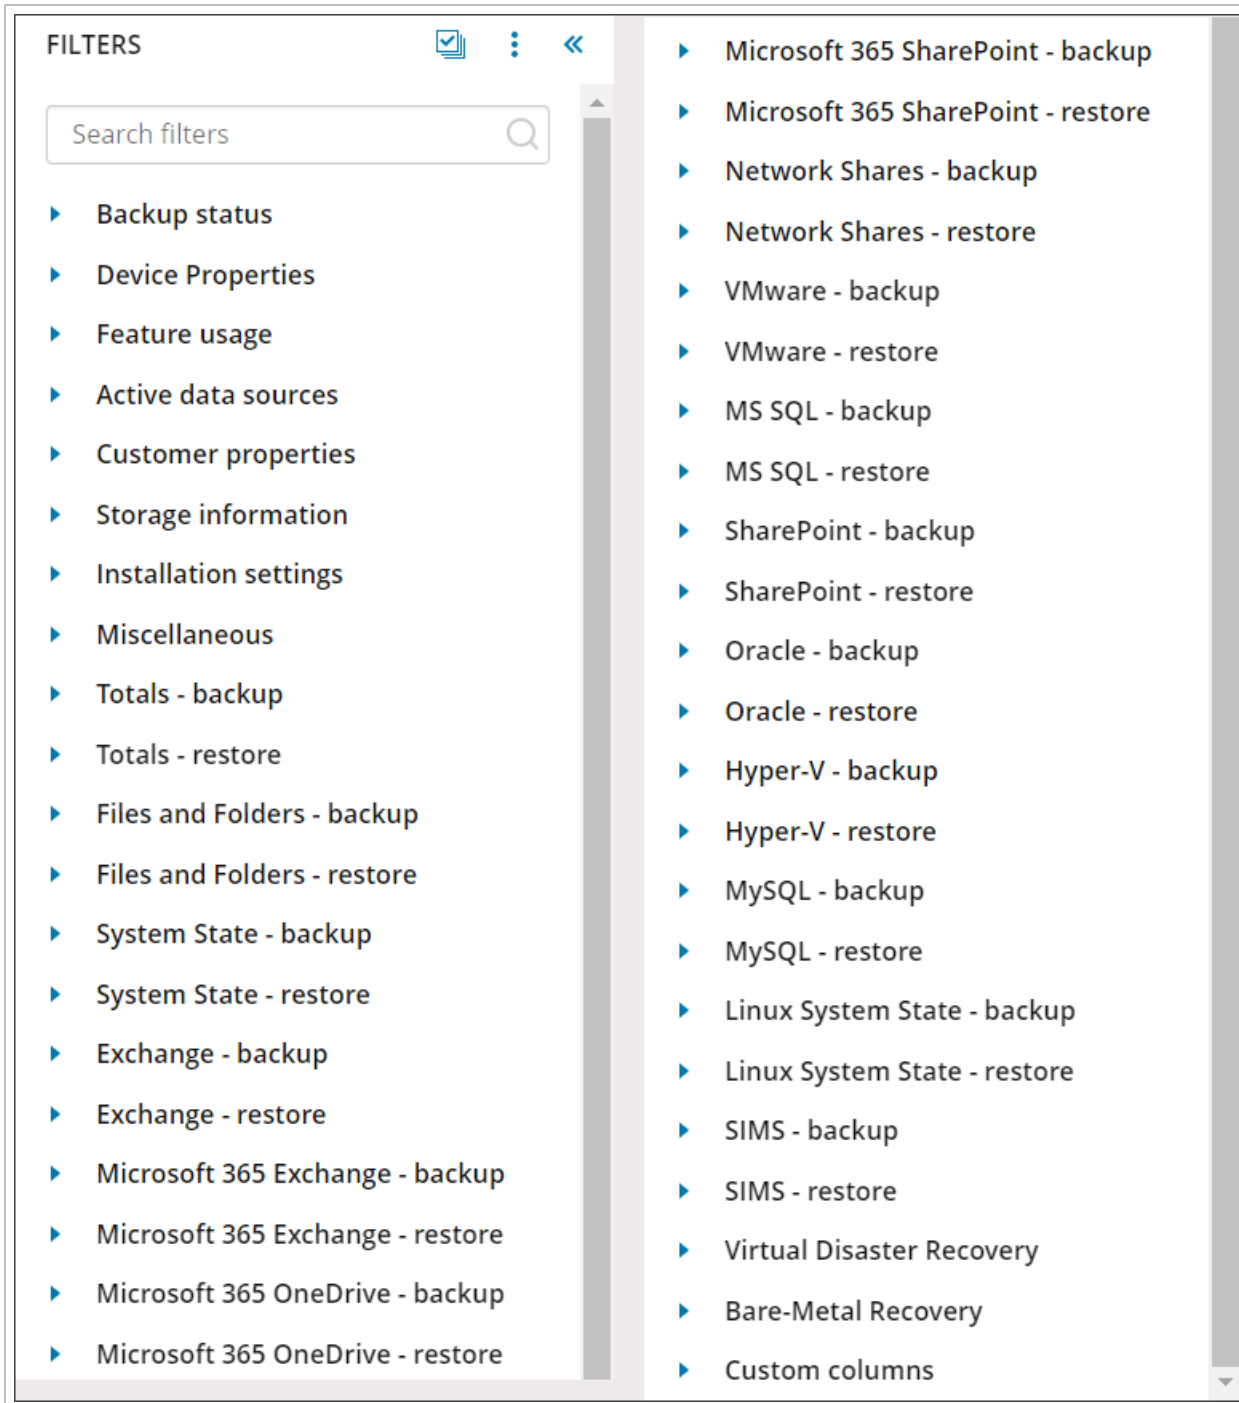 FILTERS
Search filters
Backup status
Device Properties
Feature usage
Active data sources
Customer properties
Storage information
Installation settings
Miscellaneous
Totals - backup
Totals - restore
Files and Folders - backup
Files and Folders - restore
System State - backup
System State - restore
Exchange - backup
Exchange - restore
Microsoft 365 Exchange - backup
Microsoft 365 Exchange - restore
Microsoft 365 OneDrive - backup
Microsoft 365 OneDrive - restore
Microsoft 365 SharePoint - backup
Microsoft 365 SharePoint - restore
Network Shares - backup
Network Shares - restore
VMware - backup
VMware - restore
MS SQL - backup
MS SQL - restore
SharePoint - backup
SharePoint - restore
Oracle - backup
Oracle - restore
Hyper-V - backup
Hyper-V - restore
MySQL - backup
MySQL - restore
Linux System State - backup
Linux System State - restore
SIMS - backup
SIMS - restore
Virtual Disaster Recovery
Bare-Metal Recovery
Custom columns